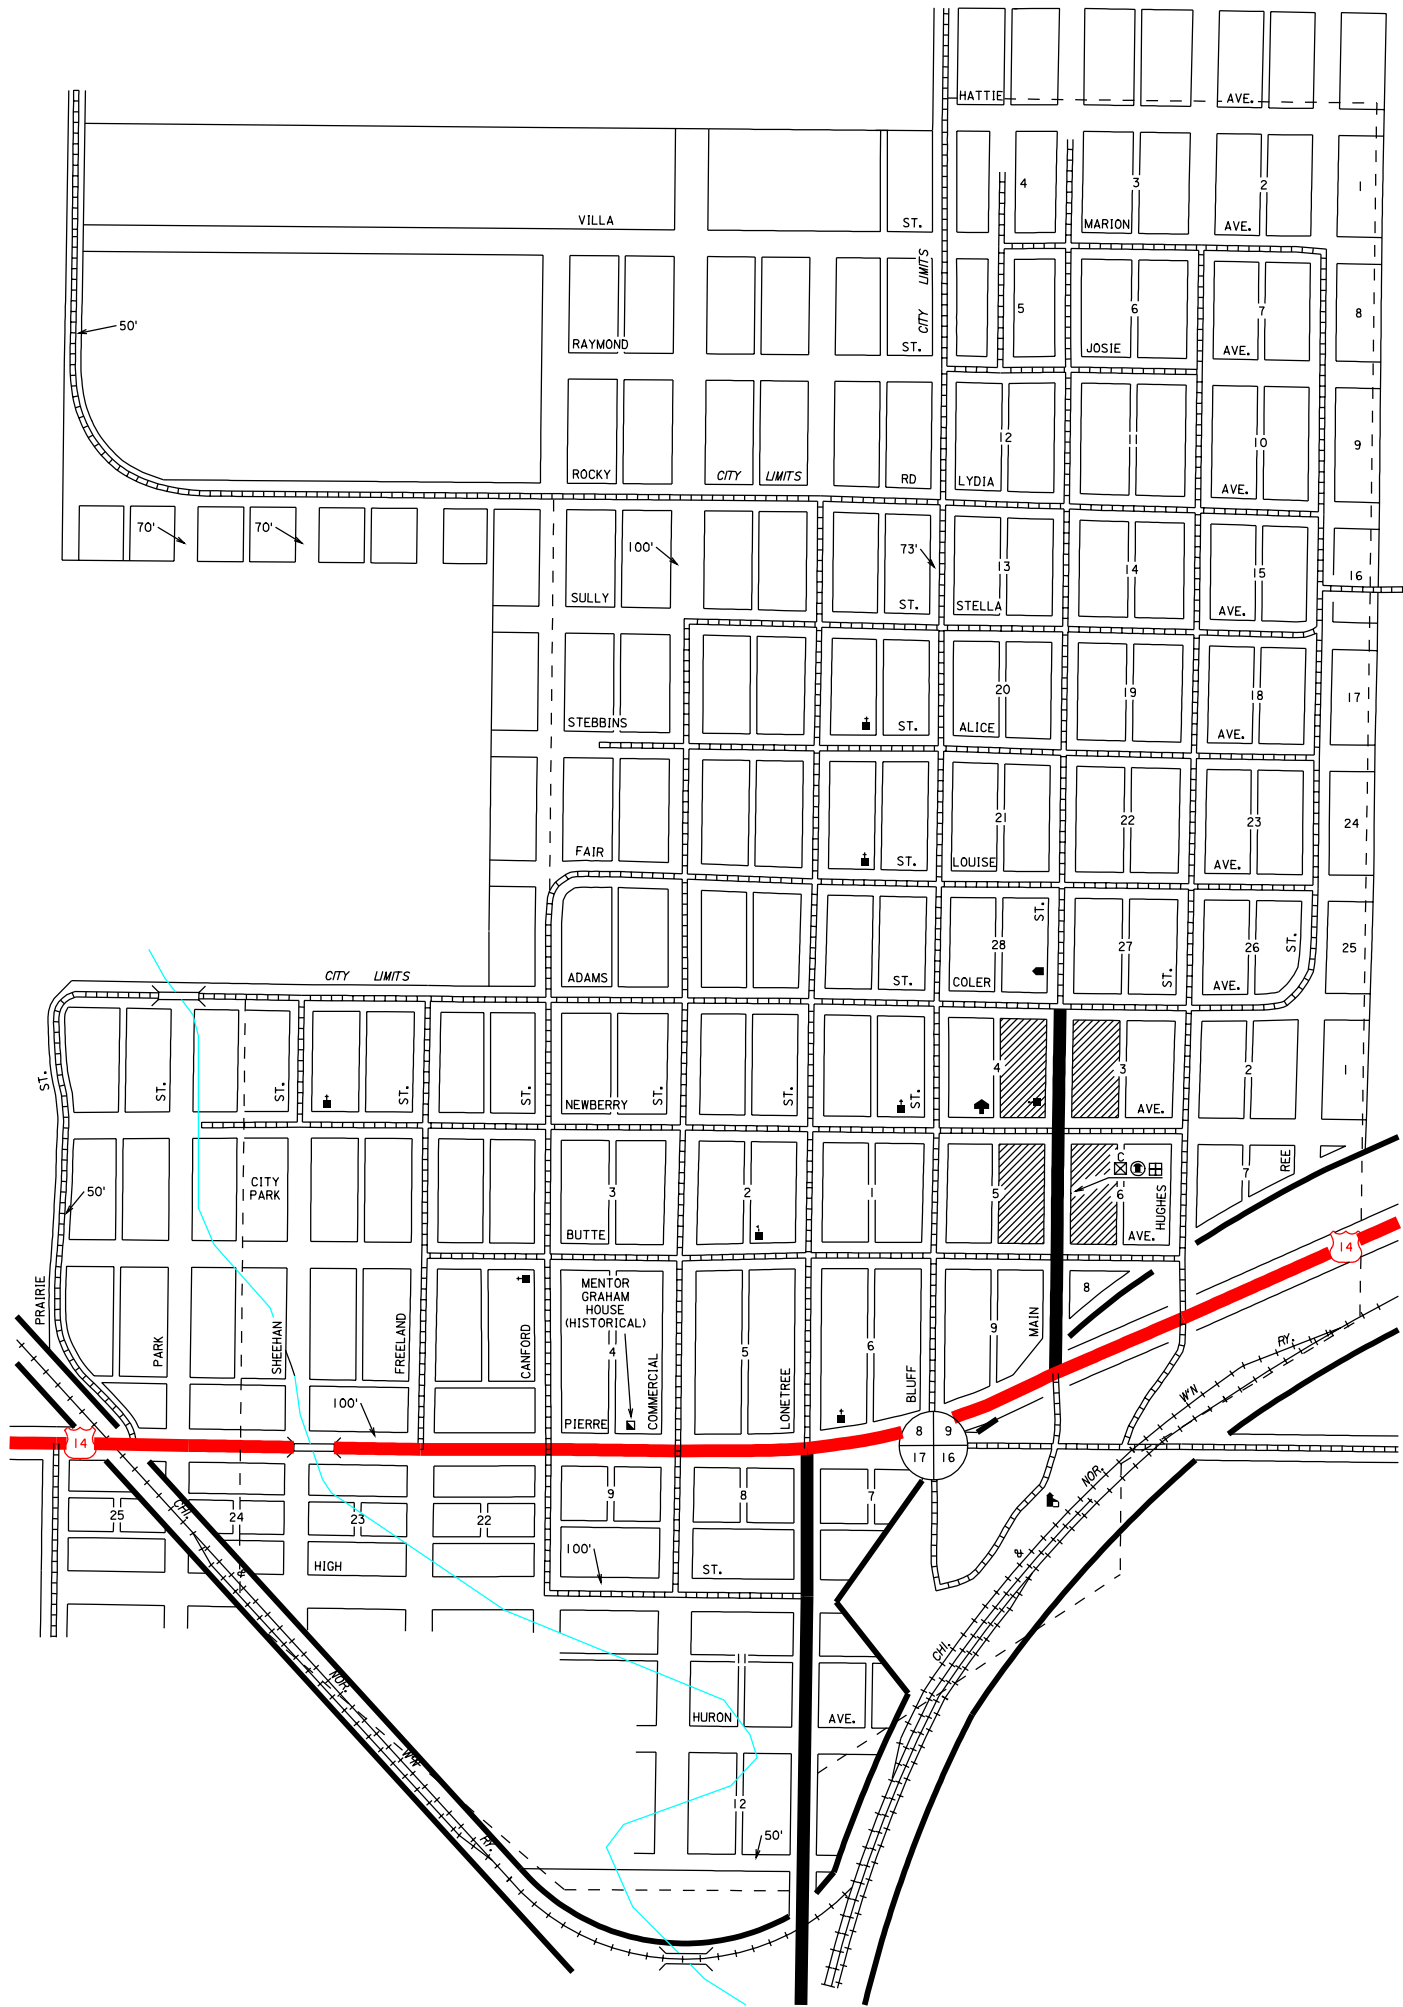 HATTIE AVE.
4 3 2 1
VILLA ST. MARION AVE.
CITY LIMITS
5 6 7 8
50'
RAYMOND ST. JOSIE AVE.
12 11 10 9
ROCKY CITY LIMITS RD LYDIA AVE.
70' 70' 100' 73'
13 14 15 16
SULLY ST. STELLA AVE.
20 19 18 17
STEBBINS ST. ALICE AVE.
21 22 23 24
FAIR ST. LOUISE AVE.
ST. ST.
28 27 26 25
CITY LIMITS
ADAMS ST. COLER ST. AVE.
4 3 2 1
ST. ST. ST. ST. ST. ST. ST. ST.
NEWBERRY AVE.
CITY
PARK
50'
3 2 1 5 6 7
C
REE
HUGHES
BUTTE AVE.
MENTOR
GRAHAM
HOUSE
(HISTORICAL)
8
PRAIRIE
PARK
SHEEHAN
FREELAND
CANFORD
COMMERCIAL
LONETREE
BLUFF
MAIN
4 5 6 9
14
RY.
W'N
NOR.
100'
PIERRE
14
8 9
17 16
9 8 7
25 24 23 22
CHI.
&
HIGH ST.
100'
&
CHI.
NOR.
11
HURON AVE.
W'N
12
50'
RY.